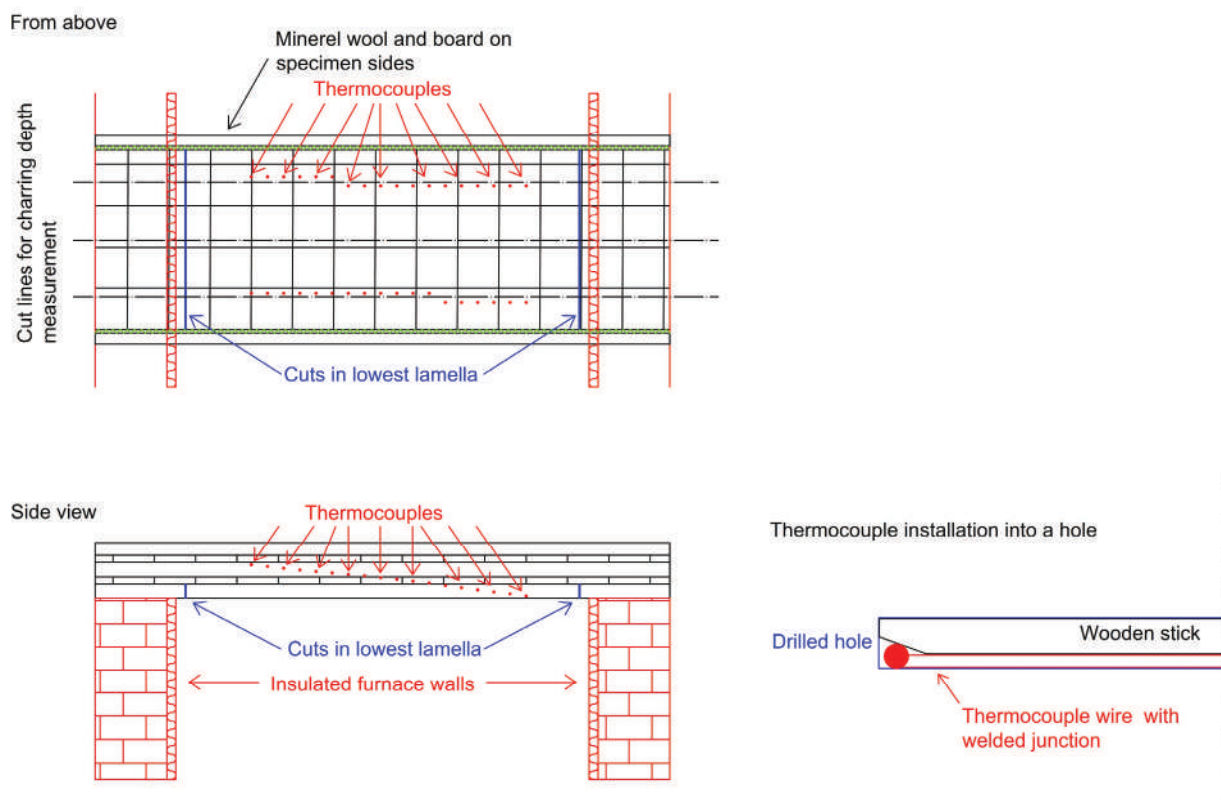 From above
Minerel wool and board on
specimen sides
Thermocouples
Cut lines for charring depth
measurement
Cuts in lowest lamella
Side view
Thermocouples
Cuts in lowest lamella
Insulated furnace walls
Thermocouple installation into a hole
Drilled hole
Wooden stick
Thermocouple wire with
welded junction